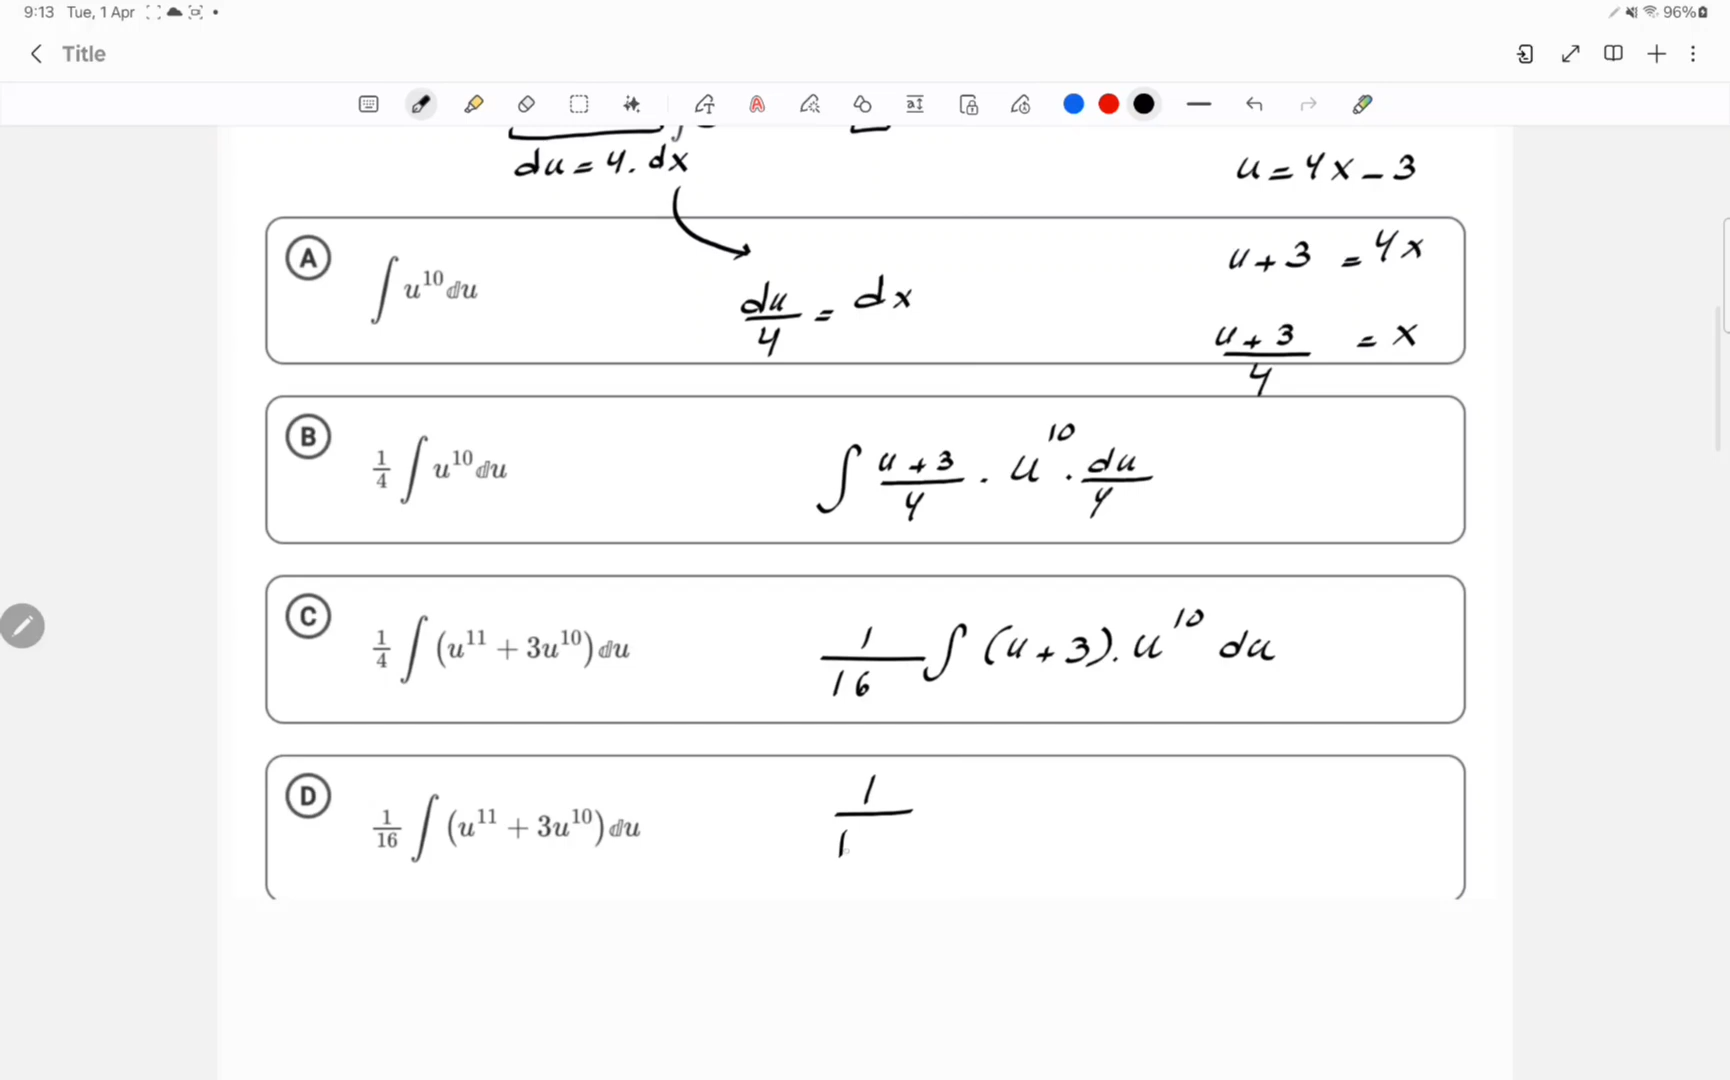 9:13 Tue, 1 Apr 96%
Title
du = 4 . dx
u = 4x - 3
A ∫ u^10 du
u + 3 = 4x
du/4 = dx
(u + 3)/4 = x
B 1/4 ∫ u^10 du
∫ (u + 3)/4 . u^10 . du/4
C 1/4 ∫ (u^11 + 3u^10) du
1/16 ∫ (u + 3) . u^10 du
D 1/16 ∫ (u^11 + 3u^10) du
1/1